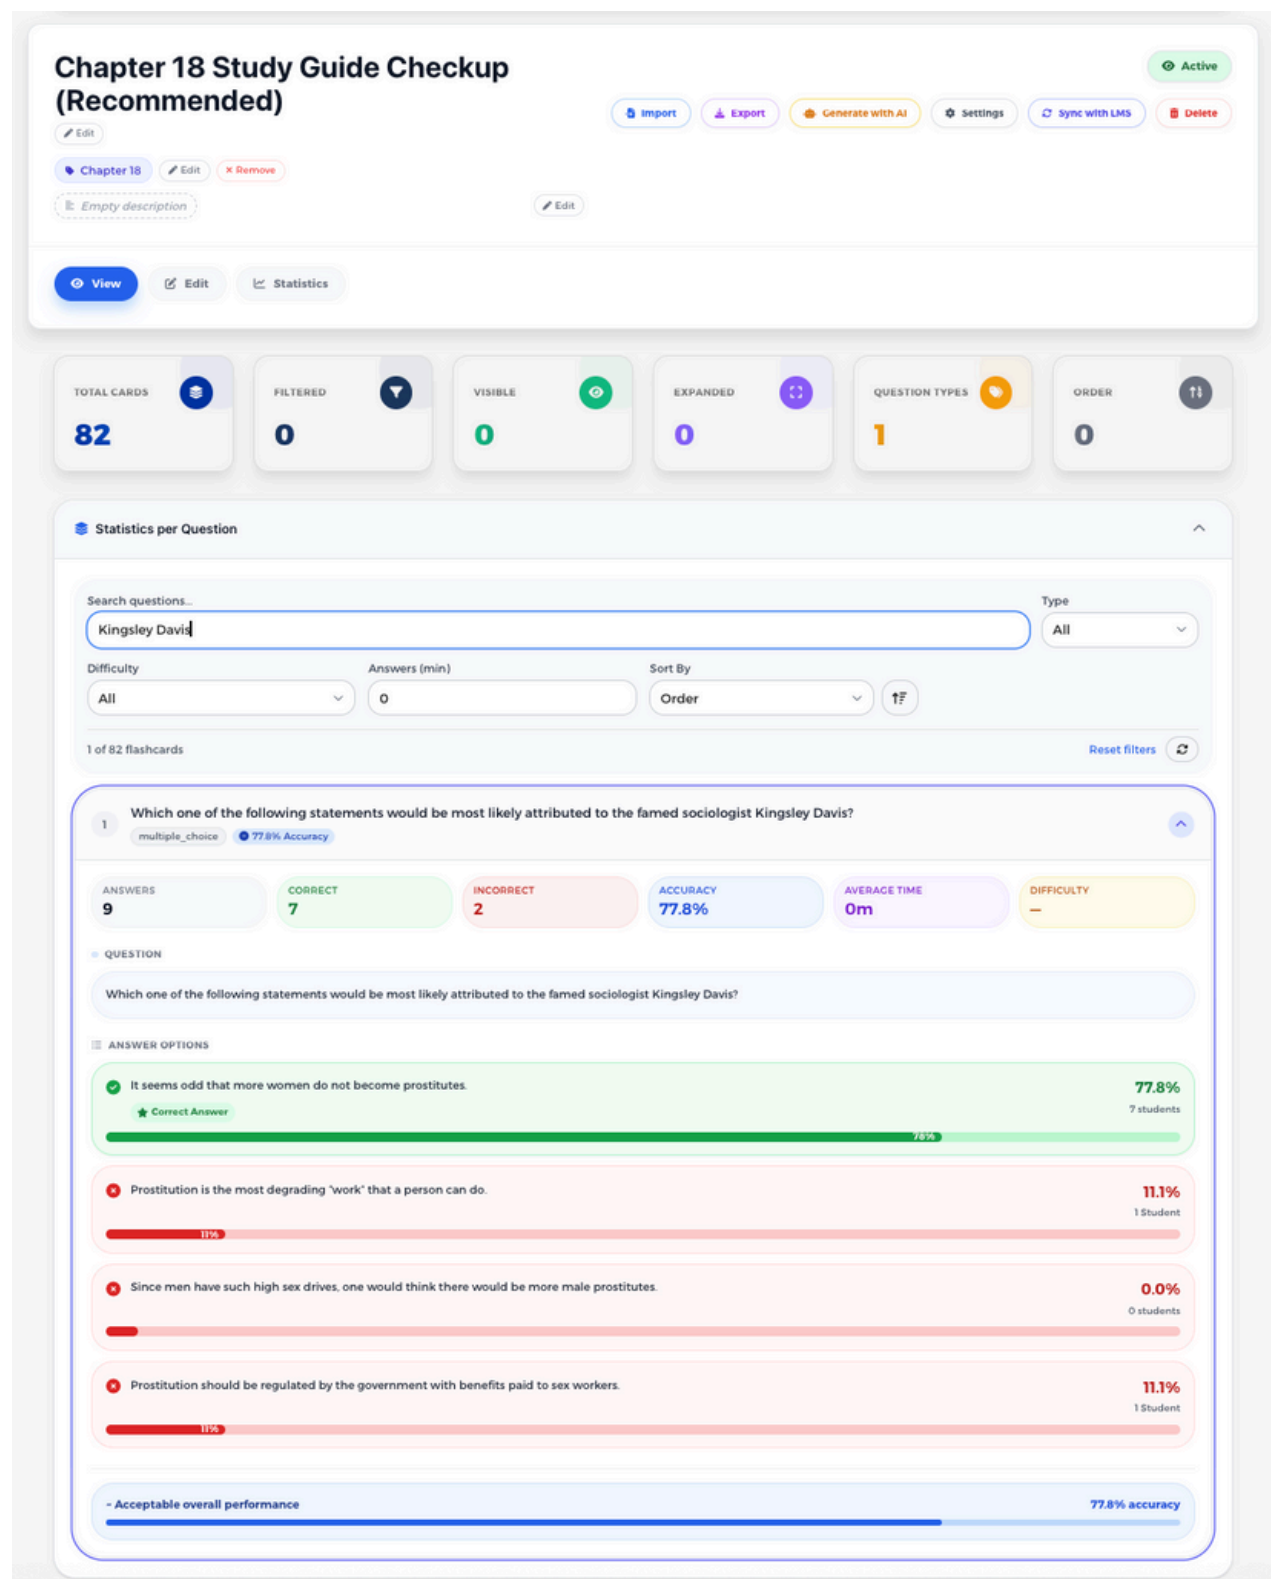 Chapter 18 Study Guide Checkup
(Recommended)
Active
Import
Export
Generate with AI
Settings
Sync with LMS
Delete
Edit
Chapter 18
Edit
× Remove
Empty description
Edit
View
Edit
Statistics
TOTAL CARDS
82
FILTERED
0
VISIBLE
0
EXPANDED
0
QUESTION TYPES
1
ORDER
0
Statistics per Question
Search questions...
Kingsley Davis
Type
All
Difficulty
All
Answers (min)
0
Sort By
Order
1 of 82 flashcards
Reset filters
1
Which one of the following statements would be most likely attributed to the famed sociologist Kingsley Davis?
multiple_choice
77.8% Accuracy
ANSWERS
9
CORRECT
7
INCORRECT
2
ACCURACY
77.8%
AVERAGE TIME
0m
DIFFICULTY
–
QUESTION
Which one of the following statements would be most likely attributed to the famed sociologist Kingsley Davis?
ANSWER OPTIONS
It seems odd that more women do not become prostitutes.
Correct Answer
77.8%
7 students
78%
Prostitution is the most degrading "work" that a person can do.
11.1%
1 Student
11%
Since men have such high sex drives, one would think there would be more male prostitutes.
0.0%
0 students
Prostitution should be regulated by the government with benefits paid to sex workers.
11.1%
1 Student
11%
- Acceptable overall performance
77.8% accuracy